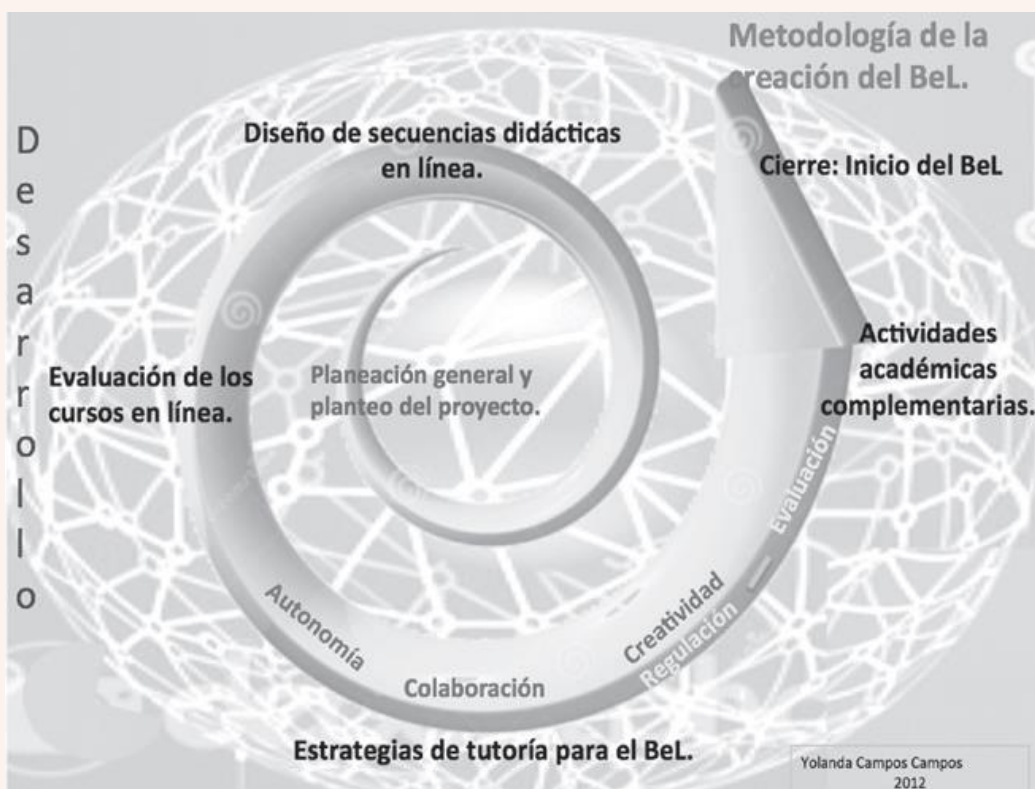 Metodología de la
creación del BeL.
Desarrollo
Diseño de secuencias didácticas
en línea.
Cierre: Inicio del BeL
Actividades
académicas
complementarias.
Evaluación de los
cursos en línea.
Planeación general y
planteo del proyecto.
Autonomía
Colaboración
Creatividad
Regulación – Evaluación
Estrategias de tutoría para el BeL.
Yolanda Campos Campos
2012